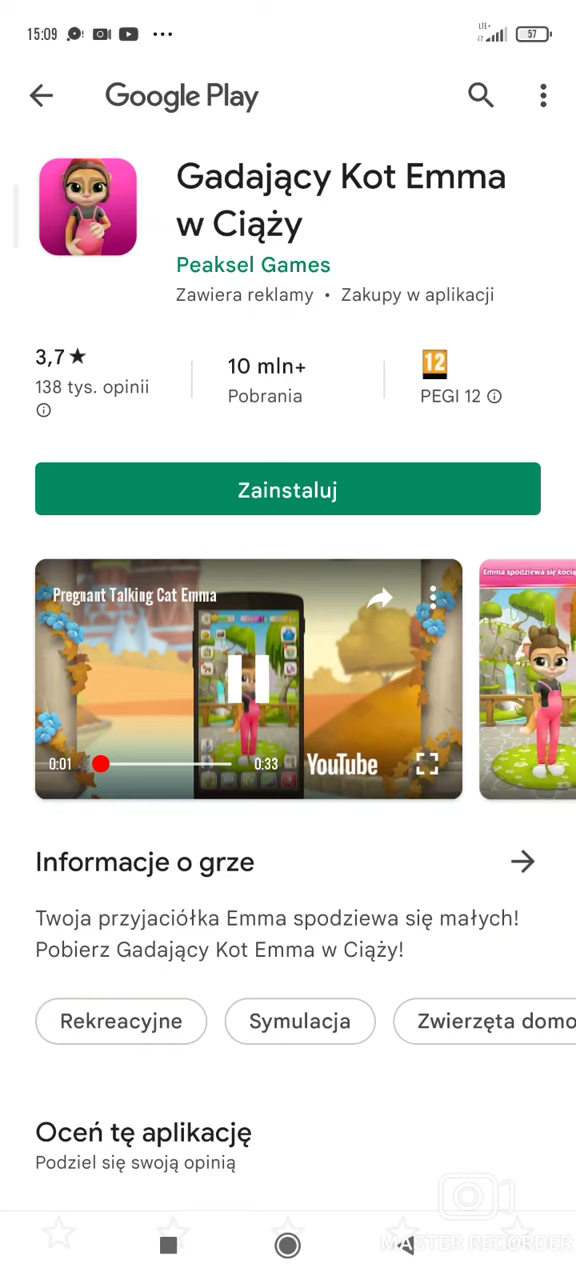 15:09
LTE+
57
Google Play
Gadający Kot Emma
w Ciąży
Peaksel Games
Zawiera reklamy • Zakupy w aplikacji
3,7★
138 tys. opinii
10 mln+
Pobrania
12
PEGI 12
Zainstaluj
Pregnant Talking Cat Emma
0:01
0:33
YouTube
Emma spodziewa się kocią
Informacje o grze
Twoja przyjaciółka Emma spodziewa się małych!
Pobierz Gadający Kot Emma w Ciąży!
Rekreacyjne
Symulacja
Zwierzęta domo
Oceń tę aplikację
Podziel się swoją opinią
MASTER RECORDER